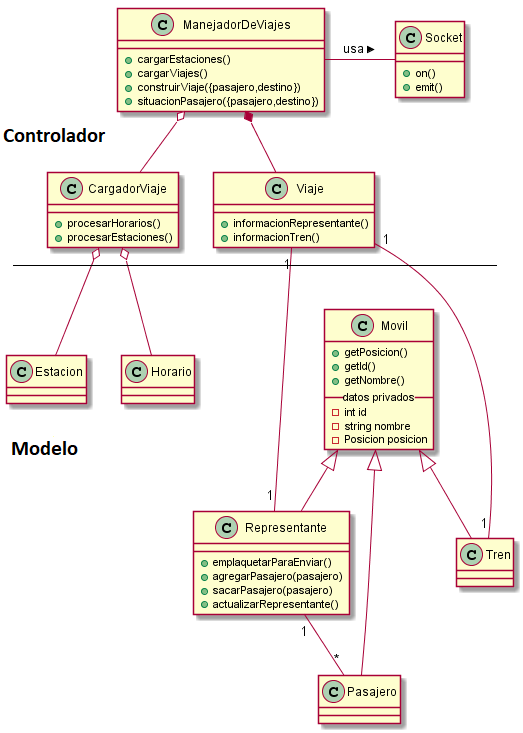 C ManejadorDeViajes
cargarEstaciones()
cargarViajes()
construirViaje({pasajero,destino})
situacionPasajero({pasajero,destino})
usa
C Socket
on()
emit()
Controlador
C CargadorViaje
procesarHorarios()
procesarEstaciones()
C Viaje
informacionRepresentante()
informacionTren()
1
1
C Estacion
C Horario
C Movil
getPosicion()
getId()
getNombre()
datos privados
int id
string nombre
Posicion posicion
Modelo
1
1
C Representante
emplaquetarParaEnviar()
agregarPasajero(pasajero)
sacarPasajero(pasajero)
actualizarRepresentante()
C Tren
1
*
C Pasajero